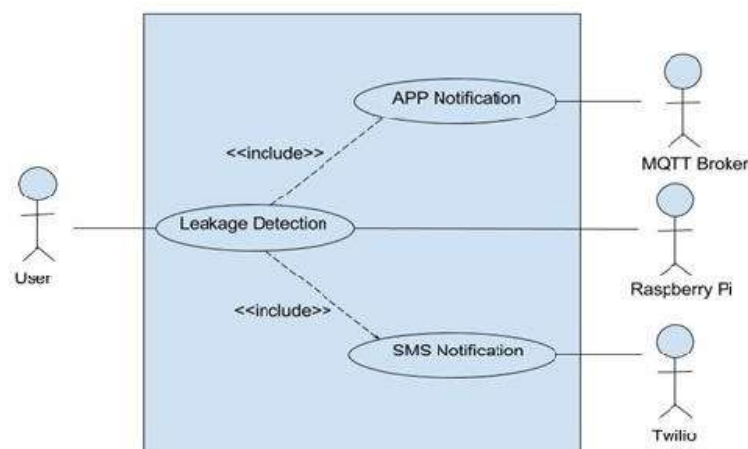 APP Notification
<<include>>
MQTT Broker
Leakage Detection
User
Raspberry Pi
<<include>>
SMS Notification
Twilio